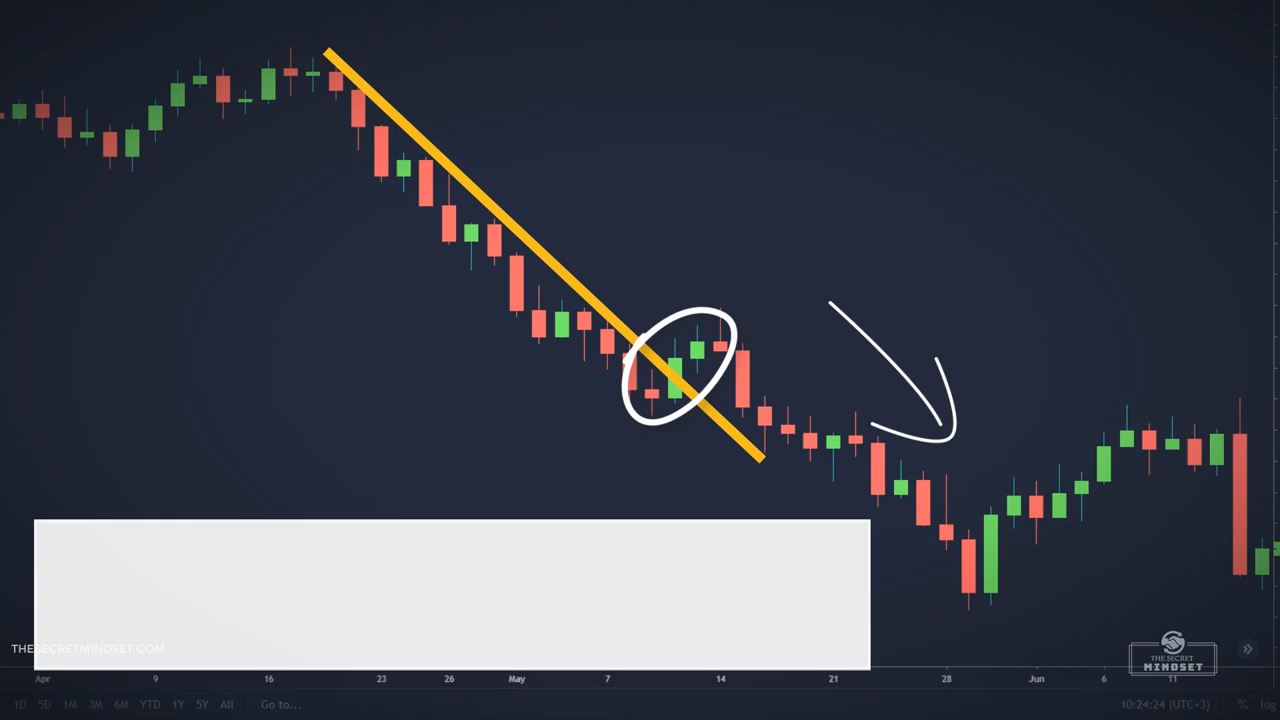 THESECRETMINDSET.COM
THE SECRET
MINDSET
Apr 9 16 23 26 May 7 14 21 28 Jun 6 11
1D 5D 1M 3M 6M YTD 1Y 5Y All Go to... 10:24:24 (UTC+3) % log